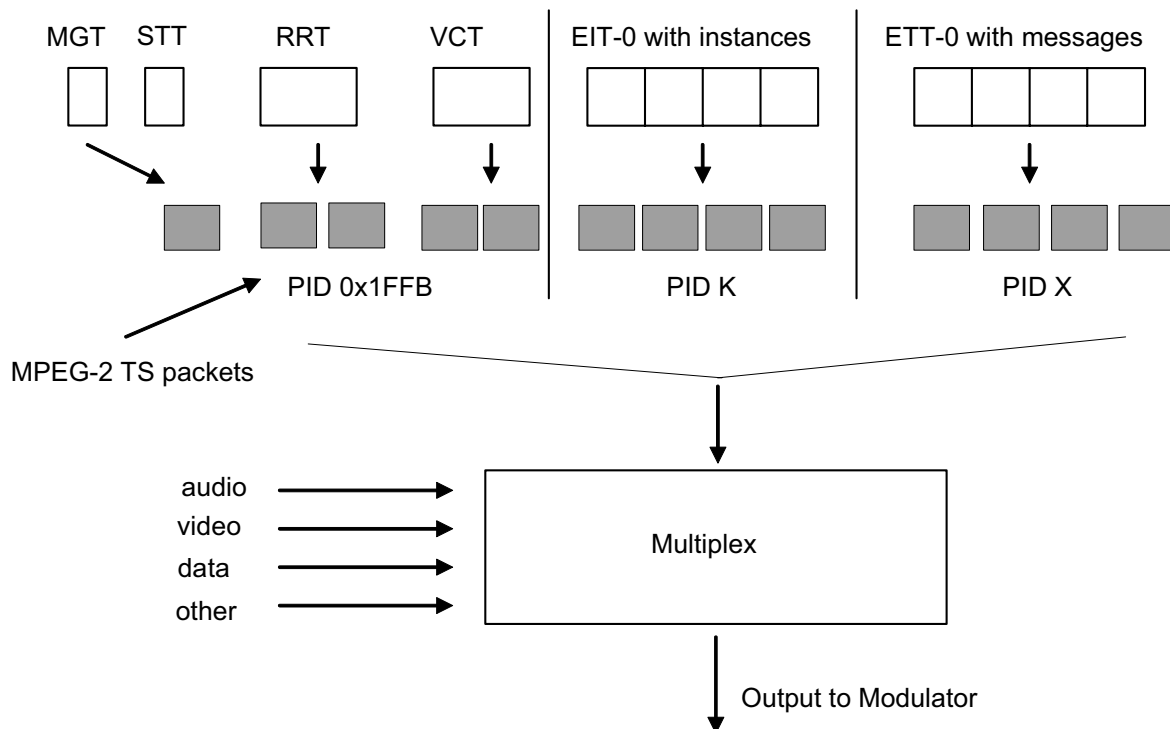 MGT STT RRT VCT EIT-0 with instances ETT-0 with messages
PID 0x1FFB PID K PID X
MPEG-2 TS packets
audio
video
data
other
Multiplex
Output to Modulator